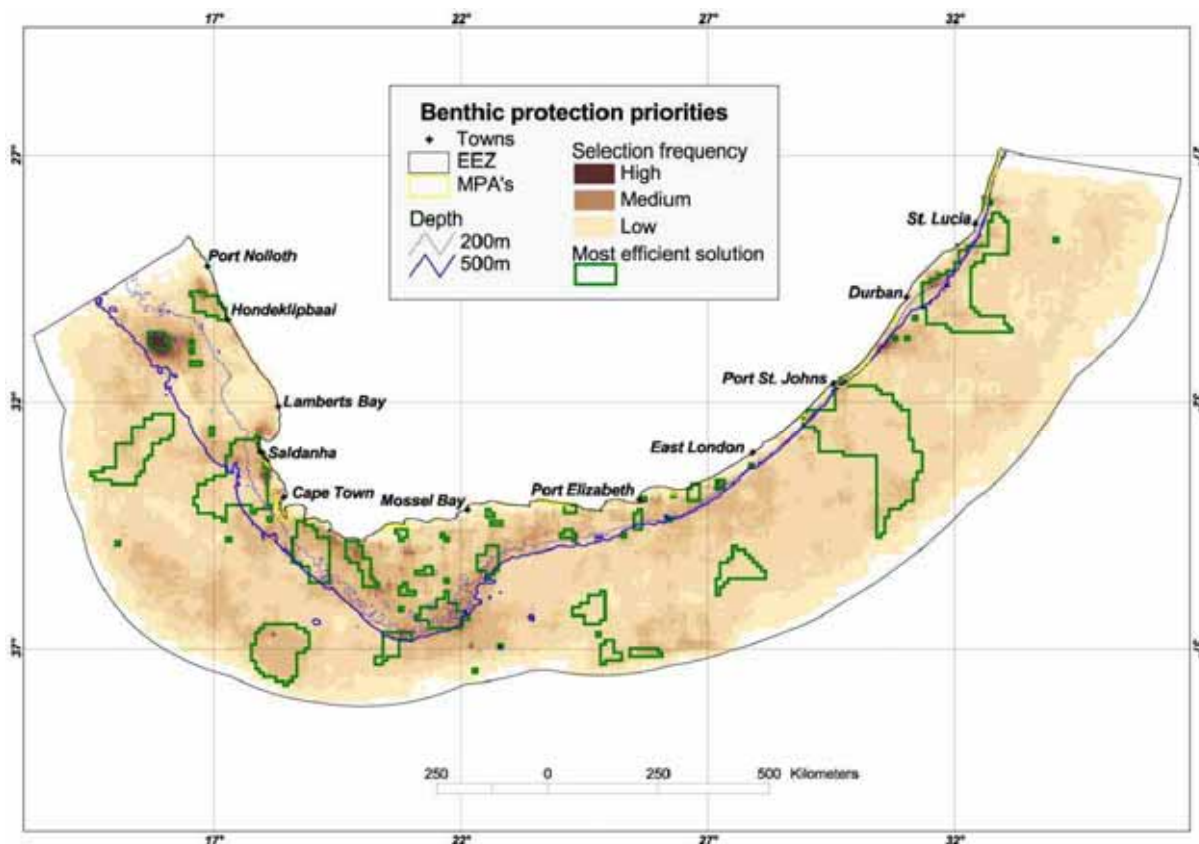 17° 22° 27° 32°
Benthic protection priorities
Towns
EEZ
MPA's
Depth
200m
500m
Selection frequency
High
Medium
Low
Most efficient solution
27°
St. Lucia
Port Nolloth
Durban
Hondeklipbaai
Port St. Johns
Lamberts Bay
32°
East London
Saldanha
Cape Town
Mossel Bay
Port Elizabeth
37°
250 0 250 500 Kilometers
17° 22° 27° 32°